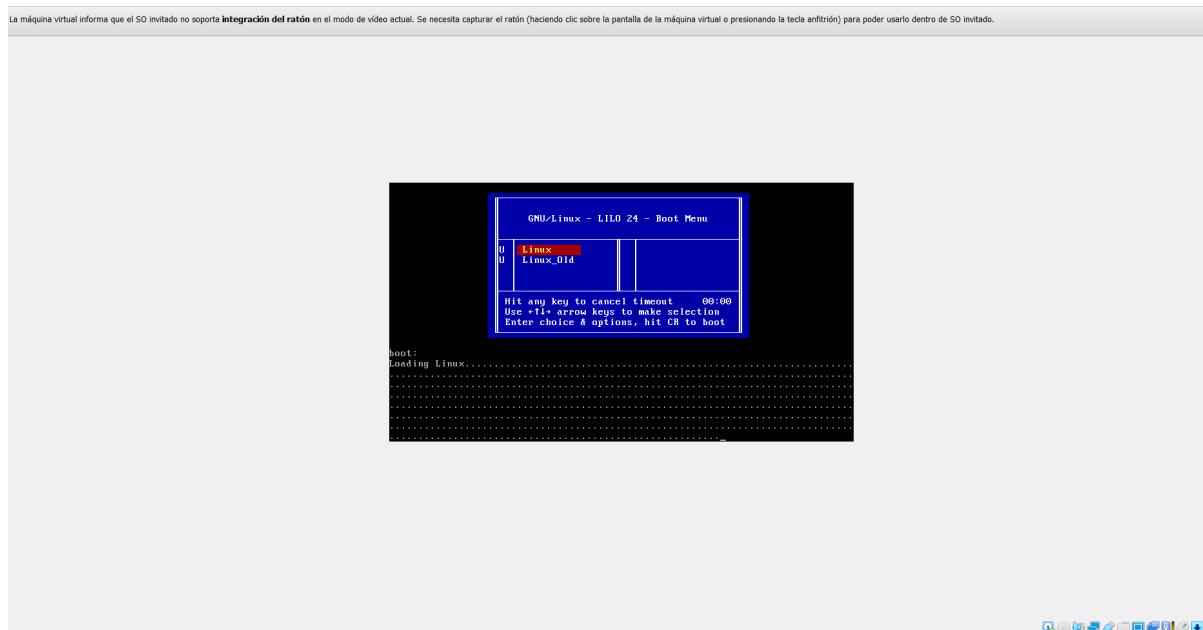 La máquina virtual informa que el SO invitado no soporta integración del ratón en el modo de vídeo actual. Se necesita capturar el ratón (haciendo clic sobre la pantalla de la máquina virtual o presionando la tecla anfitrión) para poder usarlo dentro de SO invitado.
GNU/Linux - LILO 24 - Boot Menu
U Linux
U Linux_Old
Hit any key to cancel timeout 00:00
Use ←↑↓→ arrow keys to make selection
Enter choice & options, hit CR to boot
boot:
Loading Linux...................................................
.............................................................
.............................................................
.............................................................
.............................................................
.............................................................
.............................................................
............................................_